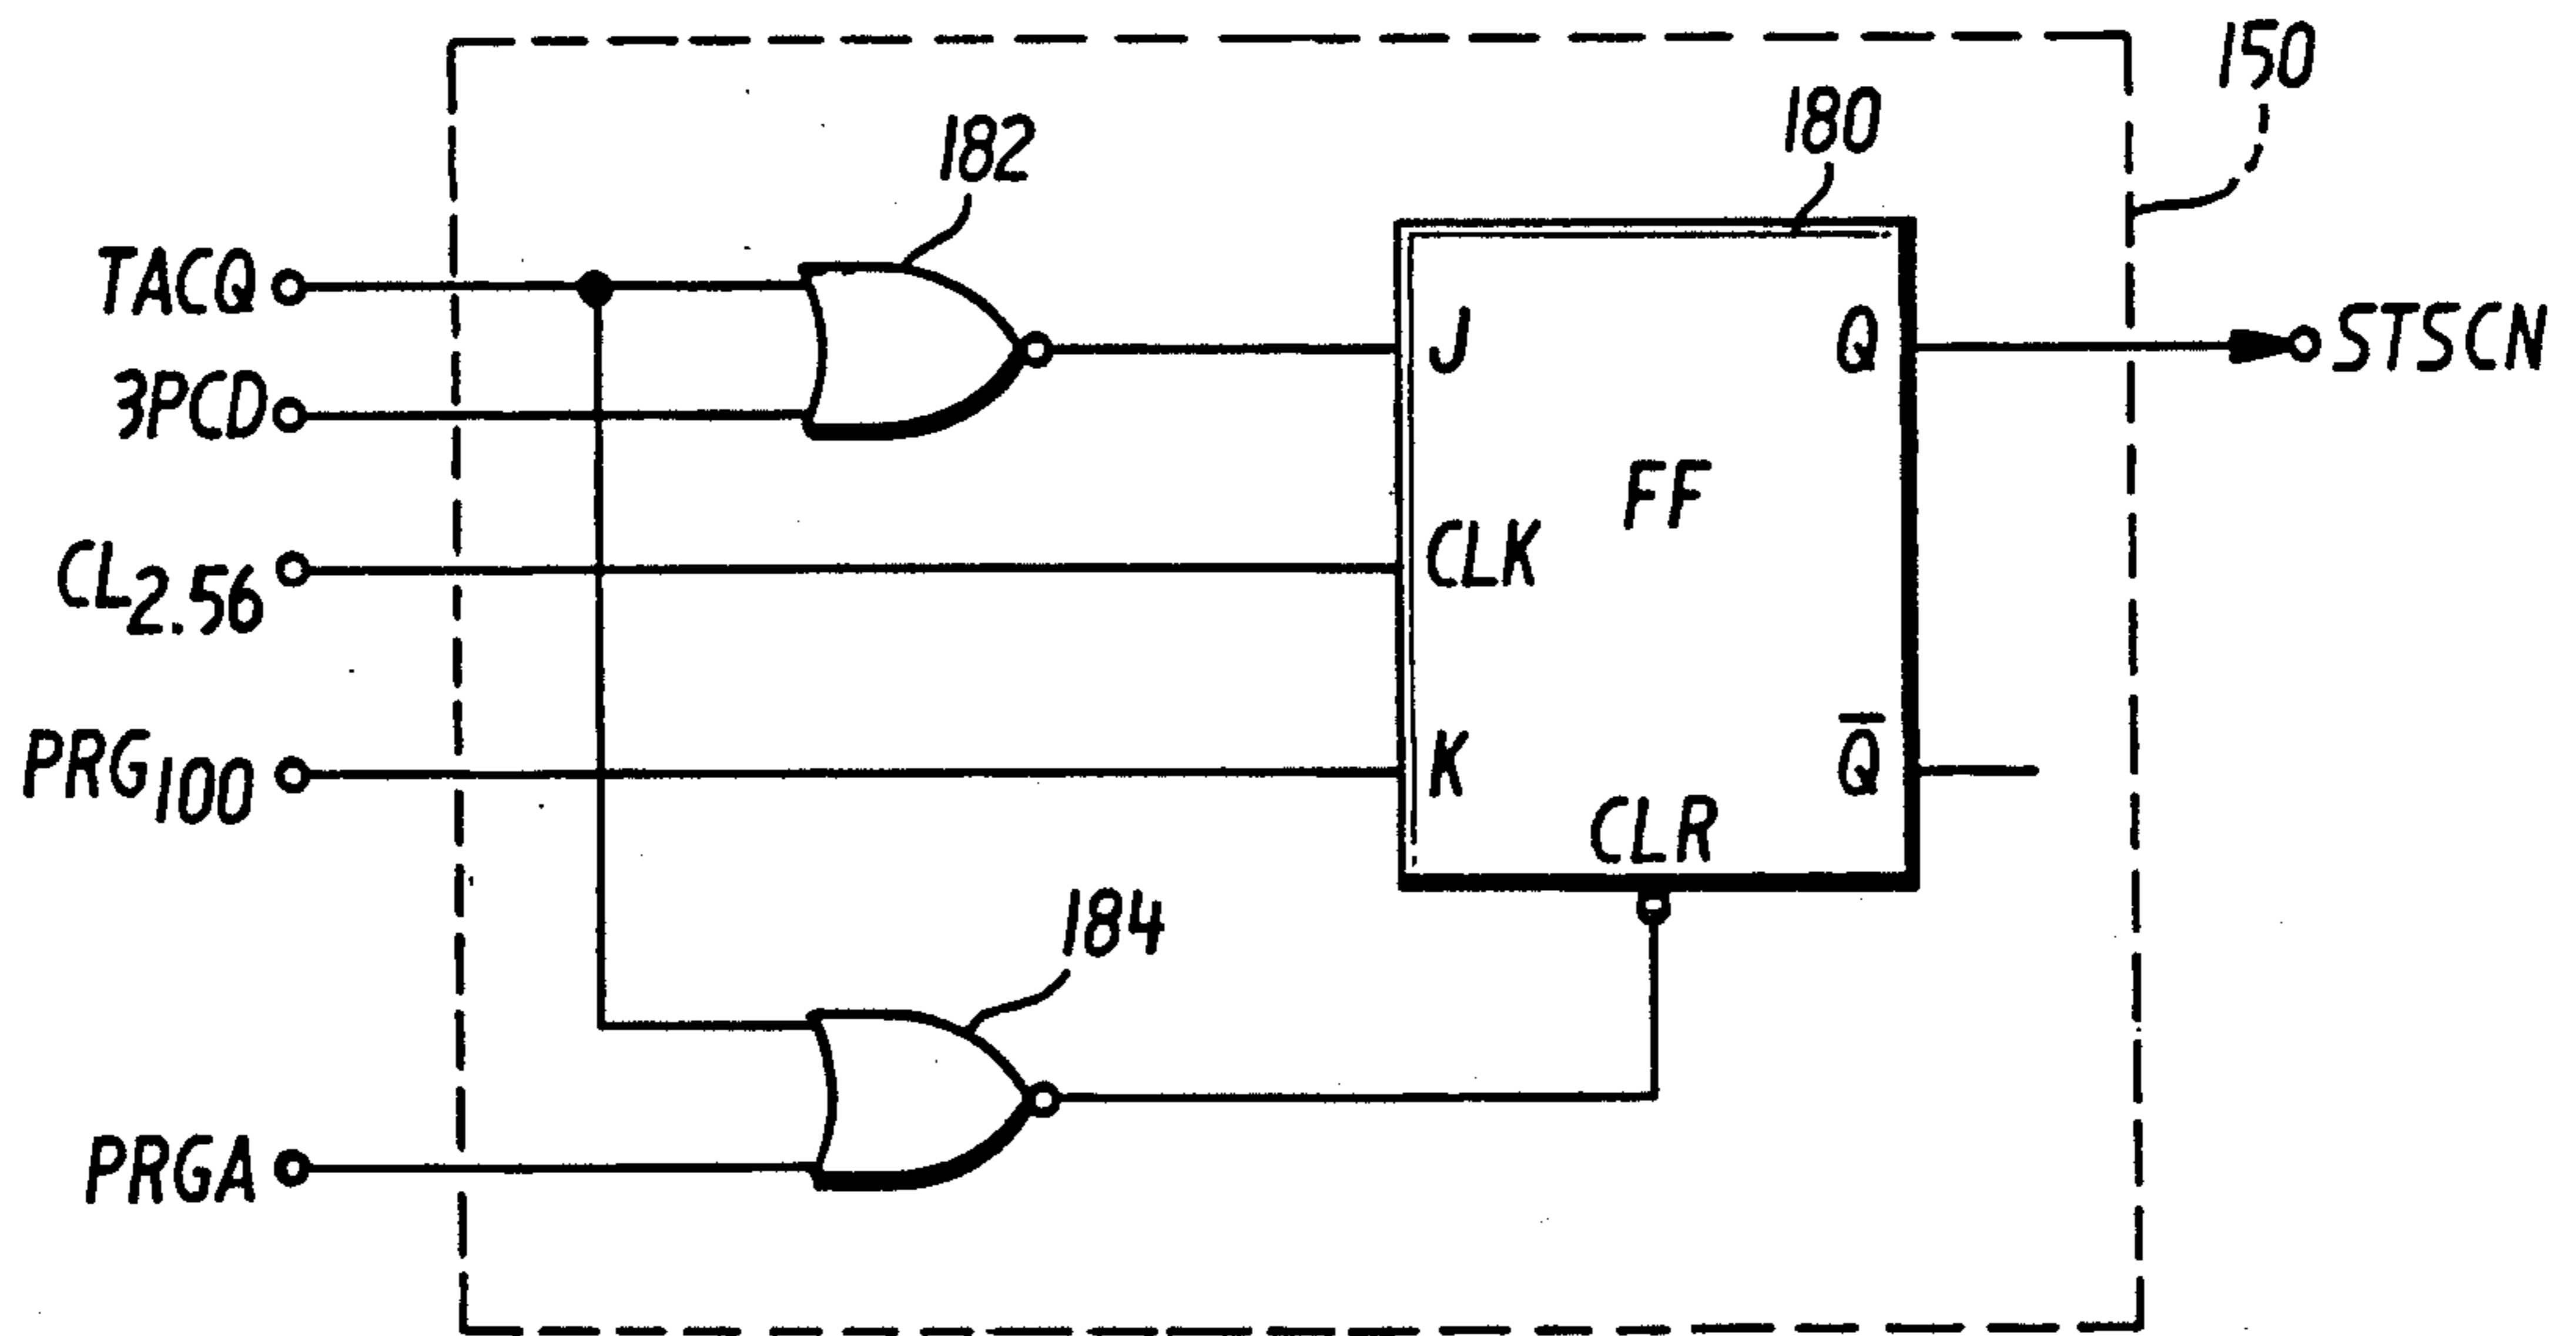 150
180
182
TACQ
J
Q
STSCN
3PCD
FF
CL2.56
CLK
PRG100
K
Q̅
CLR
184
PRGA